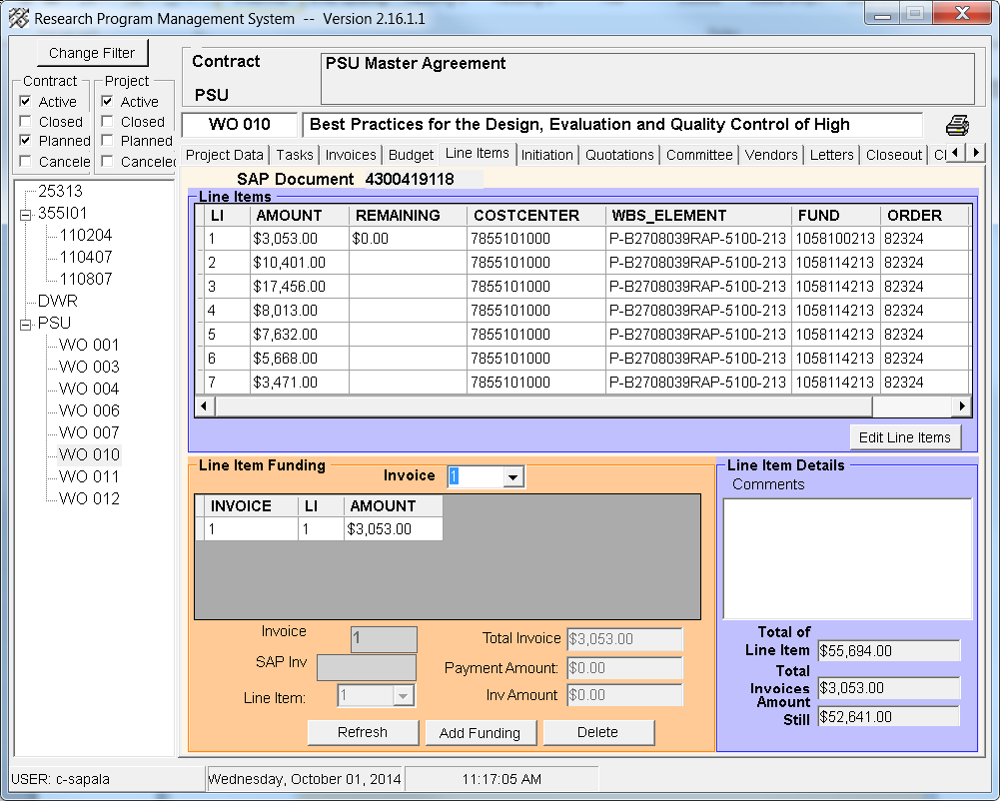 Research Program Management System -- Version 2.16.1.1
Change Filter
Contract
Project
Active
Active
Closed
Closed
Planned
Planned
Cancele
Cancelec
25313
355I01
110204
110407
110807
DWR
PSU
WO 001
WO 003
WO 004
WO 006
WO 007
WO 010
WO 011
WO 012
Contract
PSU
PSU Master Agreement
WO 010
Best Practices for the Design, Evaluation and Quality Control of High
Project Data Tasks Invoices Budget Line Items Initiation Quotations Committee Vendors Letters Closeout
SAP Document 4300419118
Line Items
LI AMOUNT REMAINING COSTCENTER WBS_ELEMENT FUND ORDER
1 $3,053.00 $0.00 7855101000 P-B2708039RAP-5100-213 1058100213 82324
2 $10,401.00 7855101000 P-B2708039RAP-5100-213 1058114213 82324
3 $17,456.00 7855101000 P-B2708039RAP-5100-213 1058114213 82324
4 $8,013.00 7855101000 P-B2708039RAP-5100-213 1058114213 82324
5 $7,632.00 7855101000 P-B2708039RAP-5100-213 1058114213 82324
6 $5,668.00 7855101000 P-B2708039RAP-5100-213 1058114213 82324
7 $3,471.00 7855101000 P-B2708039RAP-5100-213 1058114213 82324
Edit Line Items
Line Item Funding
Invoice 1
INVOICE LI AMOUNT
1 1 $3,053.00
Invoice 1
SAP Inv
Line Item: 1
Total Invoice $3,053.00
Payment Amount: $0.00
Inv Amount $0.00
Refresh
Add Funding
Delete
Line Item Details
Comments
Total of
Line Item $55,694.00
Total
Invoices $3,053.00
Amount
Still $52,641.00
USER: c-sapala
Wednesday, October 01, 2014
11:17:05 AM